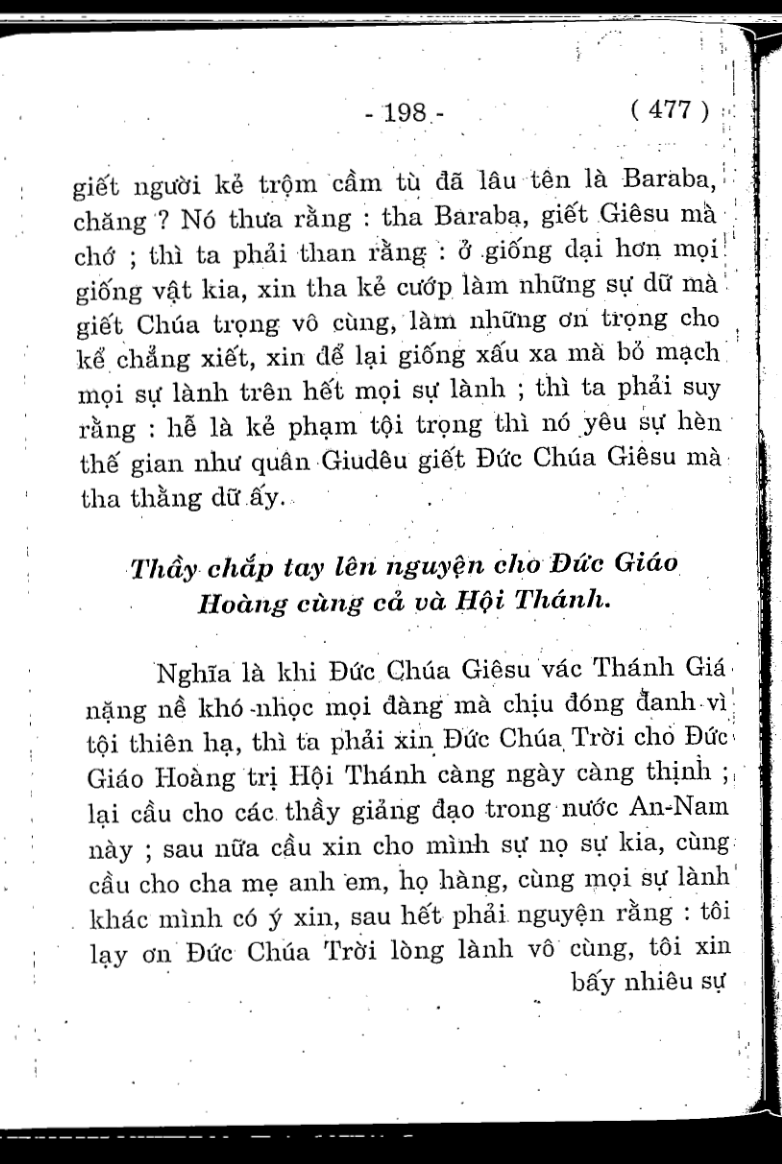 - 198 - ( 477 )
giết người kẻ trộm cầm tù đã lâu tên là Baraba,
chăng ? Nó thưa rằng : tha Baraba, giết Giêsu mà
chớ ; thì ta phải than rằng : ở giống dại hơn mọi
giống vật kia, xin tha kẻ cướp làm những sự dữ mà
giết Chúa trọng vô cùng, làm những ơn trọng cho
kể chẳng xiết, xin để lại giống xấu xa mà bỏ mạch
mọi sự lành trên hết mọi sự lành ; thì ta phải suy
rằng : hễ là kẻ phạm tội trọng thì nó yêu sự hèn
thế gian như quân Giudêu giết Đức Chúa Giêsu mà
tha thằng dữ ấy.
Thầy chắp tay lên nguyện cho Đức Giáo
Hoàng cùng cả và Hội Thánh.
Nghĩa là khi Đức Chúa Giêsu vác Thánh Giá
nặng nề khó nhọc mọi đàng mà chịu đóng đanh vì
tội thiên hạ, thì ta phải xin Đức Chúa Trời cho Đức
Giáo Hoàng trị Hội Thánh càng ngày càng thịnh ;
lại cầu cho các thầy giảng đạo trong nước An-Nam
này ; sau nữa cầu xin cho mình sự nọ sự kia, cùng
cầu cho cha mẹ anh em, họ hàng, cùng mọi sự lành
khác mình có ý xin, sau hết phải nguyện rằng : tôi
lạy ơn Đức Chúa Trời lòng lành vô cùng, tôi xin
bấy nhiêu sự